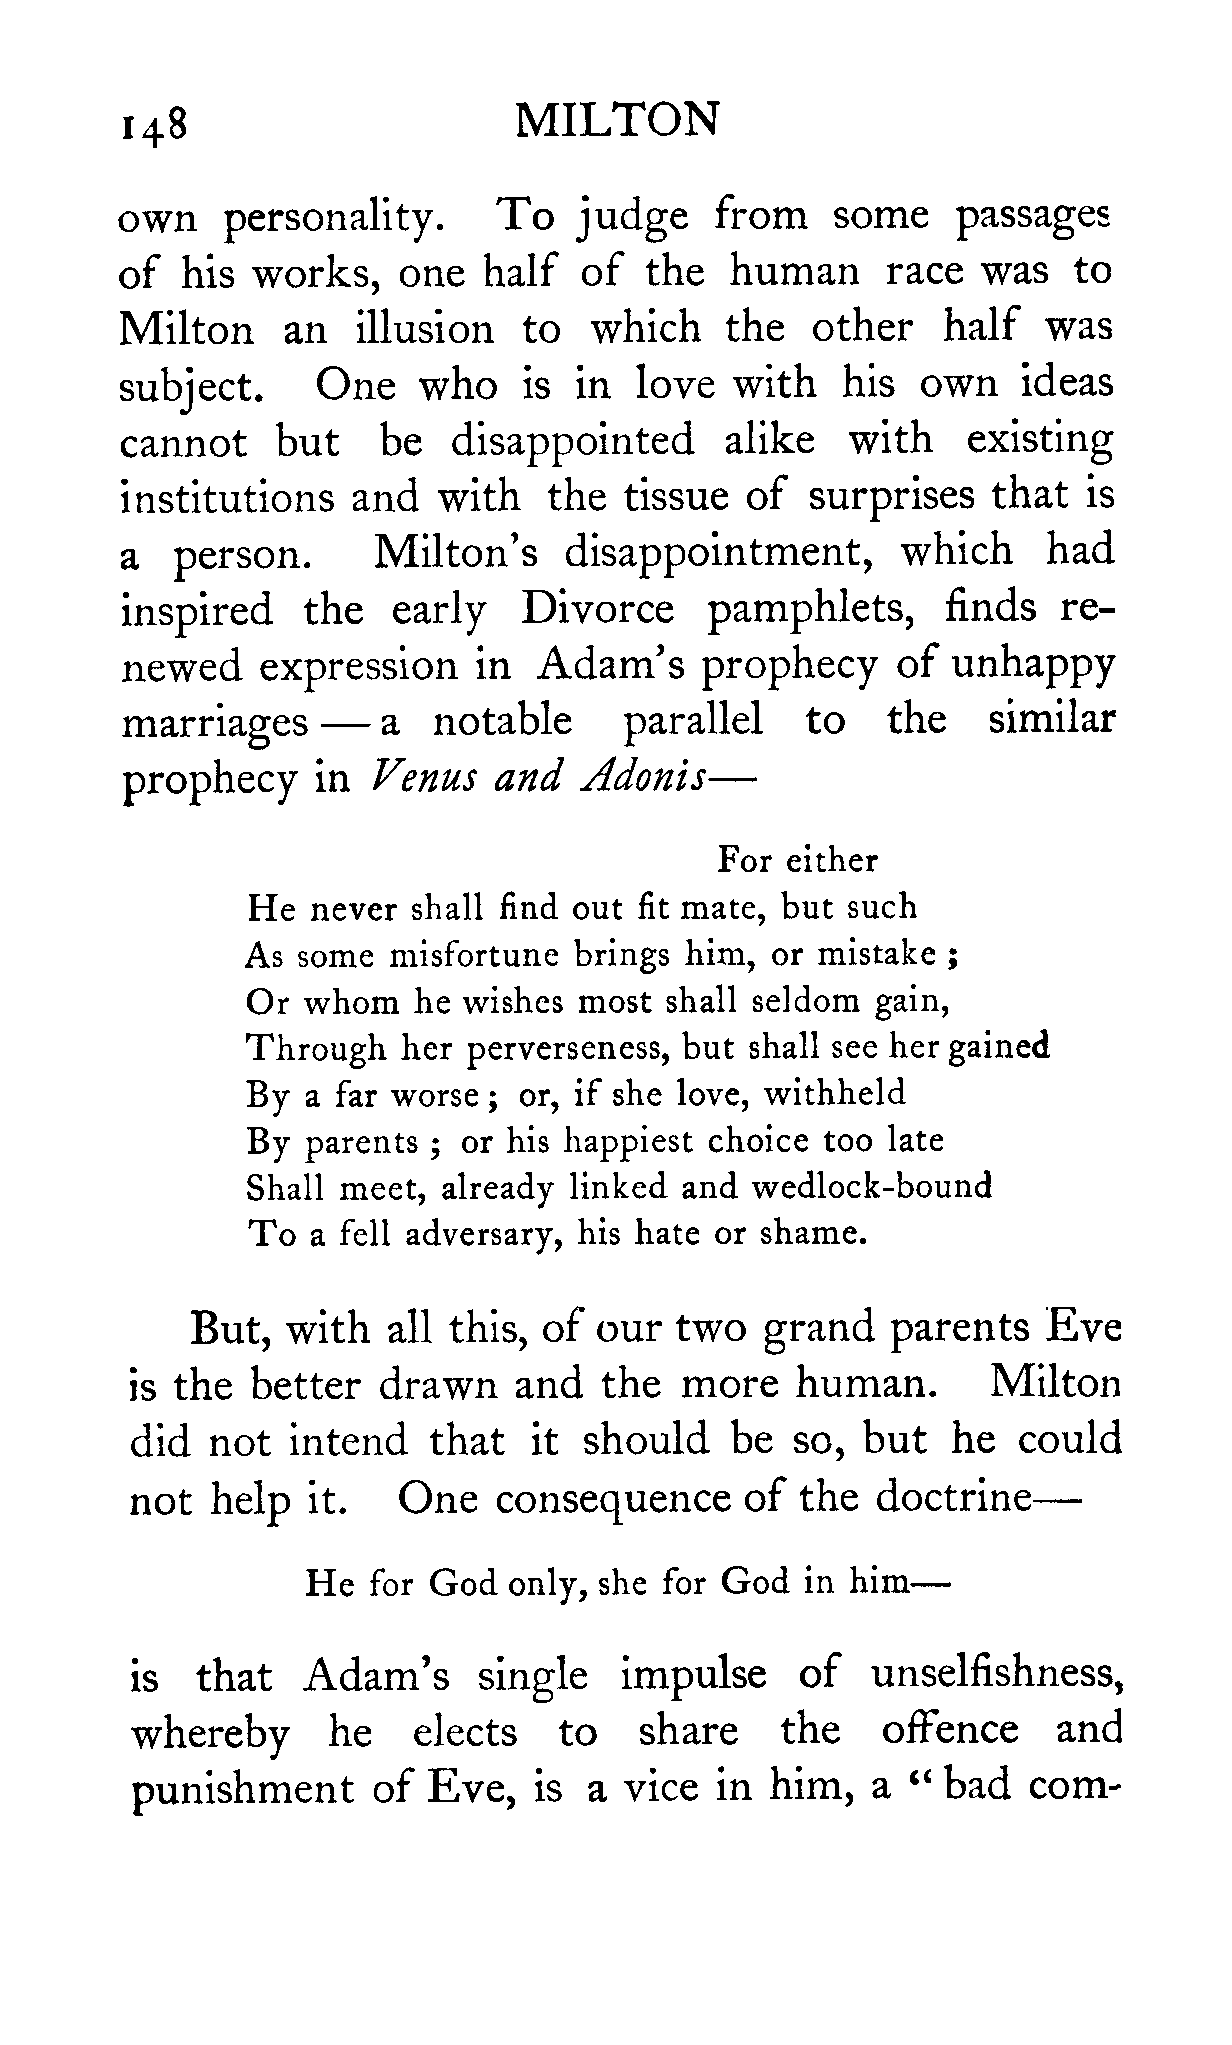 148 MILTON
own personality. To judge from some passages
of his works, one half of the human race was to
Milton an illusion to which the other half was
subject. One who is in love with his own ideas
cannot but be disappointed alike with existing
institutions and with the tissue of surprises that is
a person. Milton's disappointment, which had
inspired the early Divorce pamphlets, finds re-
newed expression in Adam's prophecy of unhappy
marriages — a notable parallel to the similar
prophecy in Venus and Adonis—
For either
He never shall find out fit mate, but such
As some misfortune brings him, or mistake ;
Or whom he wishes most shall seldom gain,
Through her perverseness, but shall see her gained
By a far worse ; or, if she love, withheld
By parents ; or his happiest choice too late
Shall meet, already linked and wedlock-bound
To a fell adversary, his hate or shame.
But, with all this, of our two grand parents Eve
is the better drawn and the more human. Milton
did not intend that it should be so, but he could
not help it. One consequence of the doctrine—
He for God only, she for God in him—
is that Adam's single impulse of unselfishness,
whereby he elects to share the offence and
punishment of Eve, is a vice in him, a “ bad com-